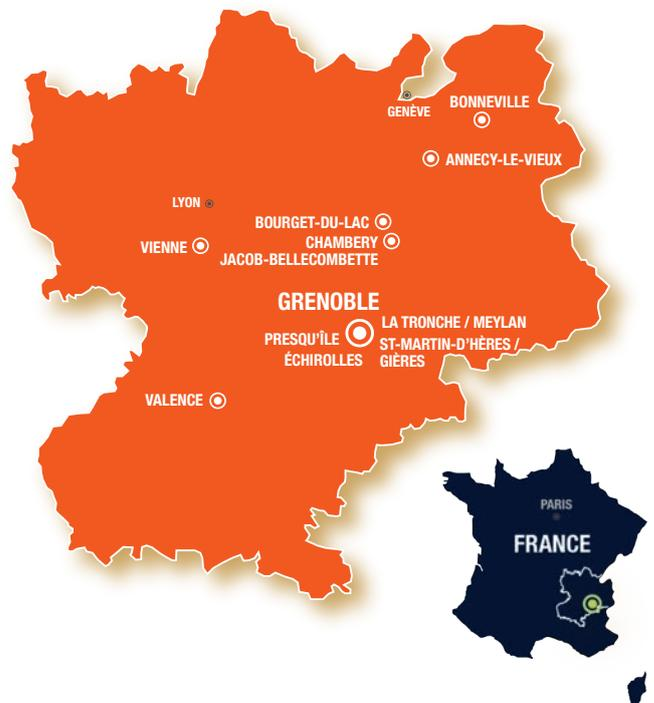 GENÈVE
BONNEVILLE
ANNECY-LE-VIEUX
LYON
BOURGET-DU-LAC
VIENNE
CHAMBERY
JACOB-BELLECOMBETTE
GRENOBLE
LA TRONCHE / MEYLAN
PRESQU'ÎLE
ST-MARTIN-D'HÈRES /
ÉCHIROLLES
GIÈRES
VALENCE
PARIS
FRANCE